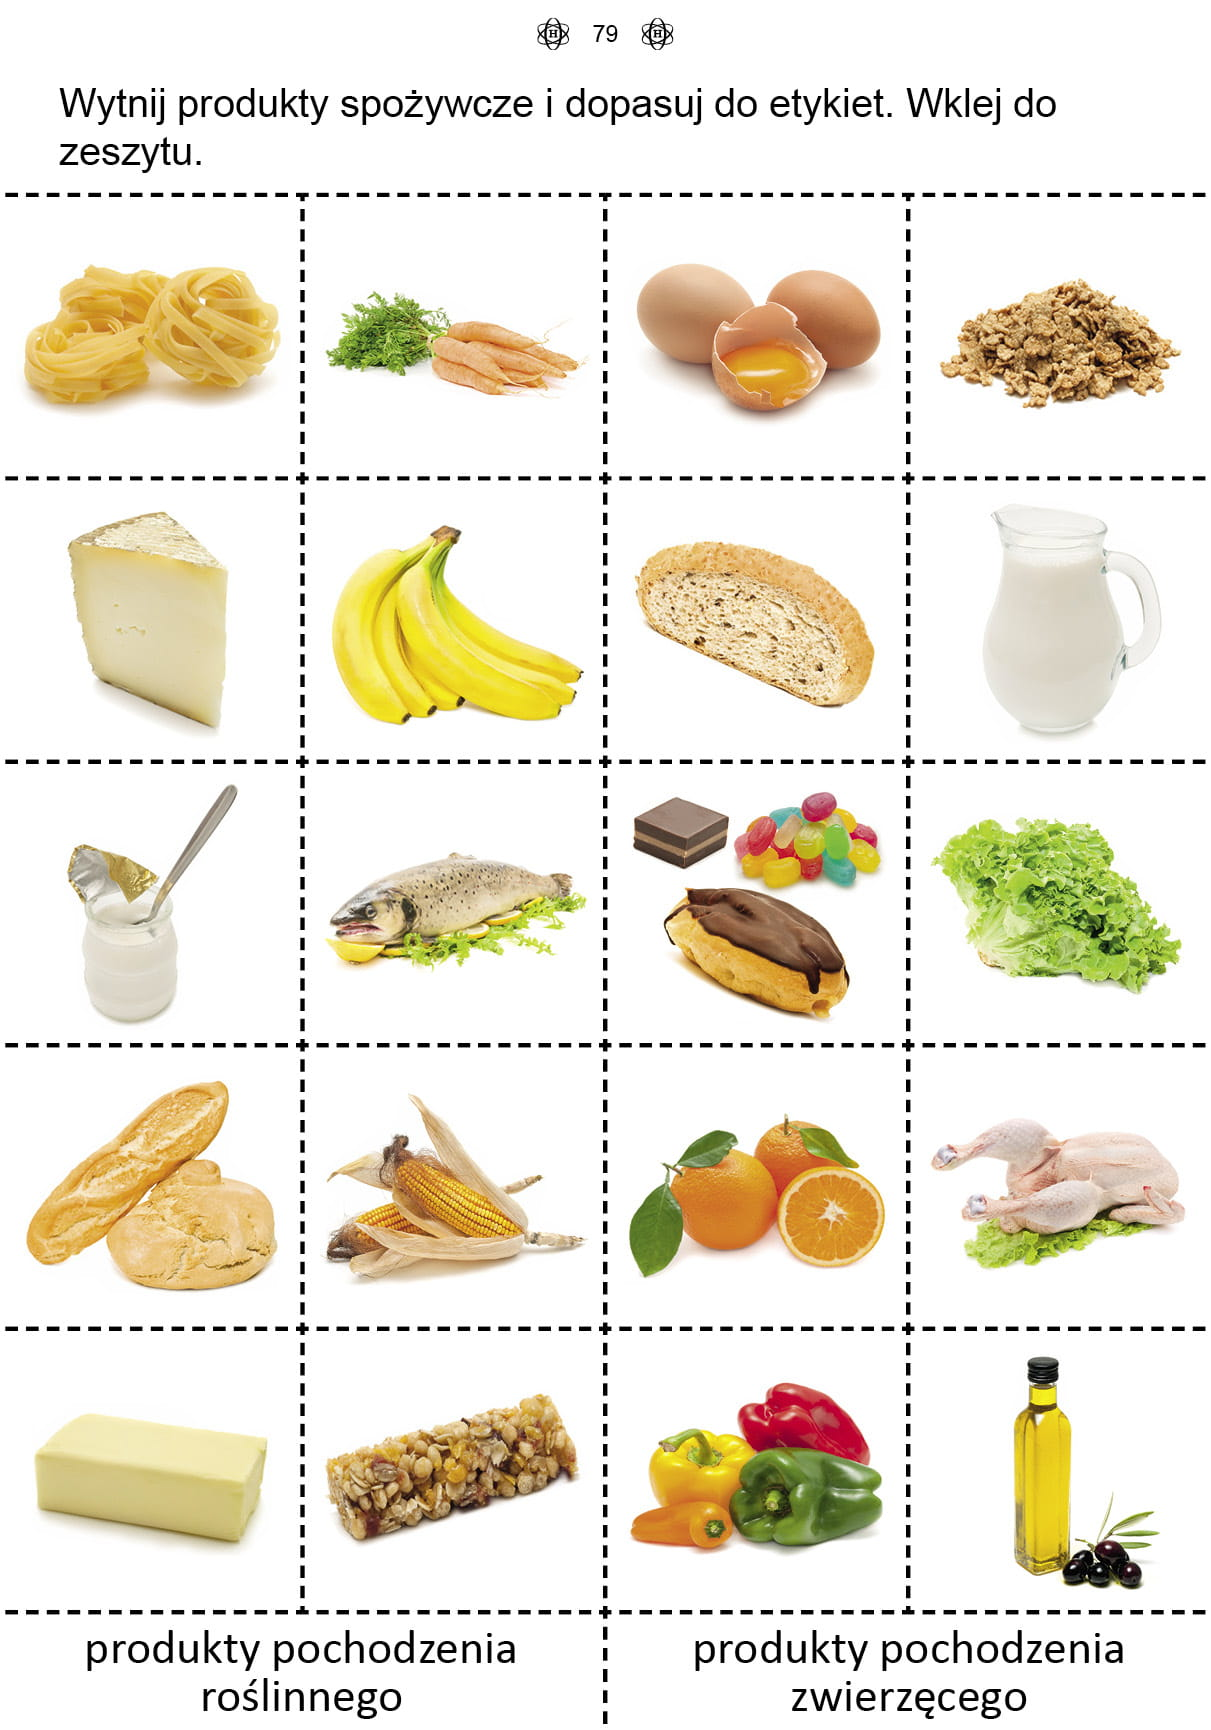 79
Wytnij produkty spożywcze i dopasuj do etykiet. Wklej do
zeszytu.
produkty pochodzenia
roślinnego
produkty pochodzenia
zwierzęcego